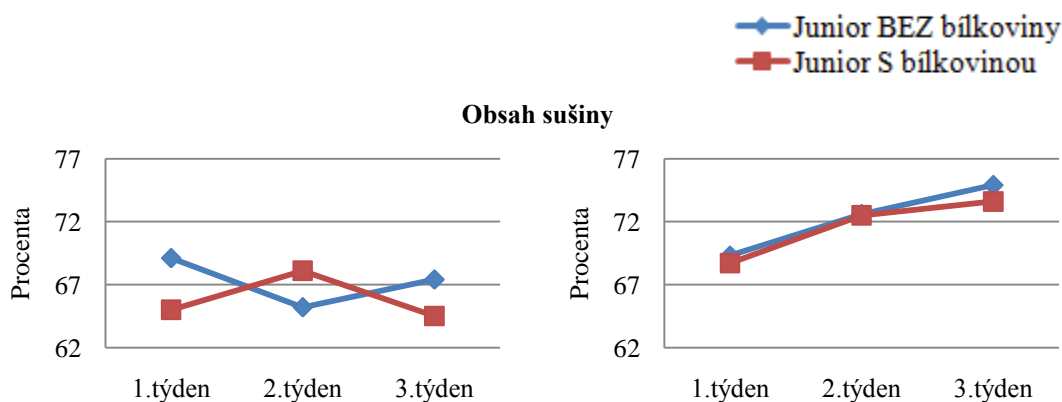 Junior BEZ bílkoviny
Junior S bílkovinou
Obsah sušiny
Procenta
77
72
67
62
1.týden 2.týden 3.týden
Procenta
77
72
67
62
1.týden 2.týden 3.týden